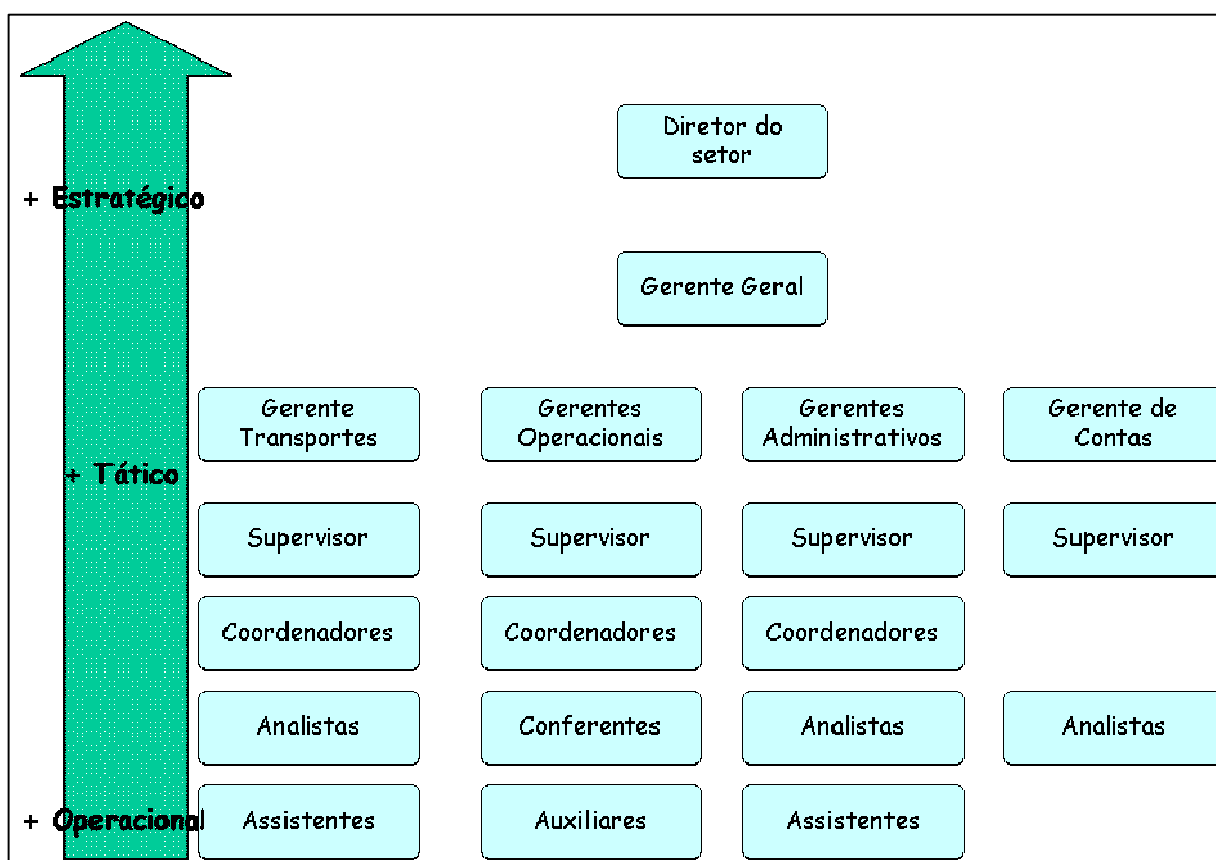 Diretor do
setor
+ Estratégico
Gerente Geral
Gerente
Transportes
Gerentes
Operacionais
Gerentes
Administrativos
Gerente de
Contas
+ Tático
Supervisor
Supervisor
Supervisor
Supervisor
Coordenadores
Coordenadores
Coordenadores
Analistas
Conferentes
Analistas
Analistas
+ Operacional
Assistentes
Auxiliares
Assistentes